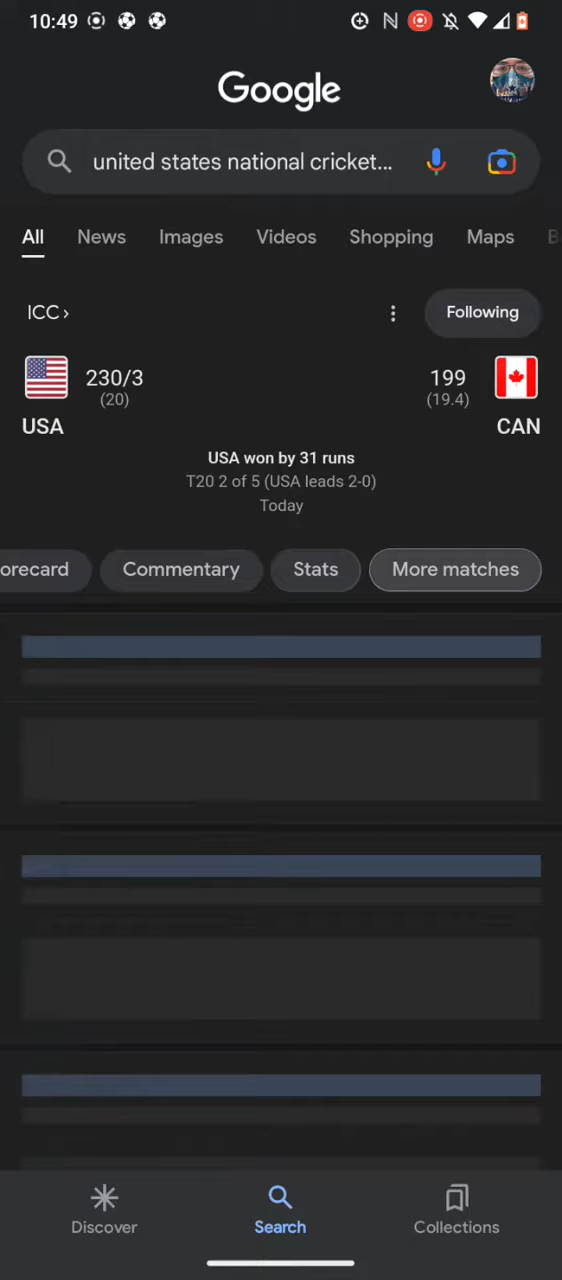 10:49
Google
united states national cricket...
All News Images Videos Shopping Maps B
ICC ›
Following
230/3 199
(20) (19.4)
USA CAN
USA won by 31 runs
T20 2 of 5 (USA leads 2-0)
Today
orecard Commentary Stats More matches
Discover Search Collections